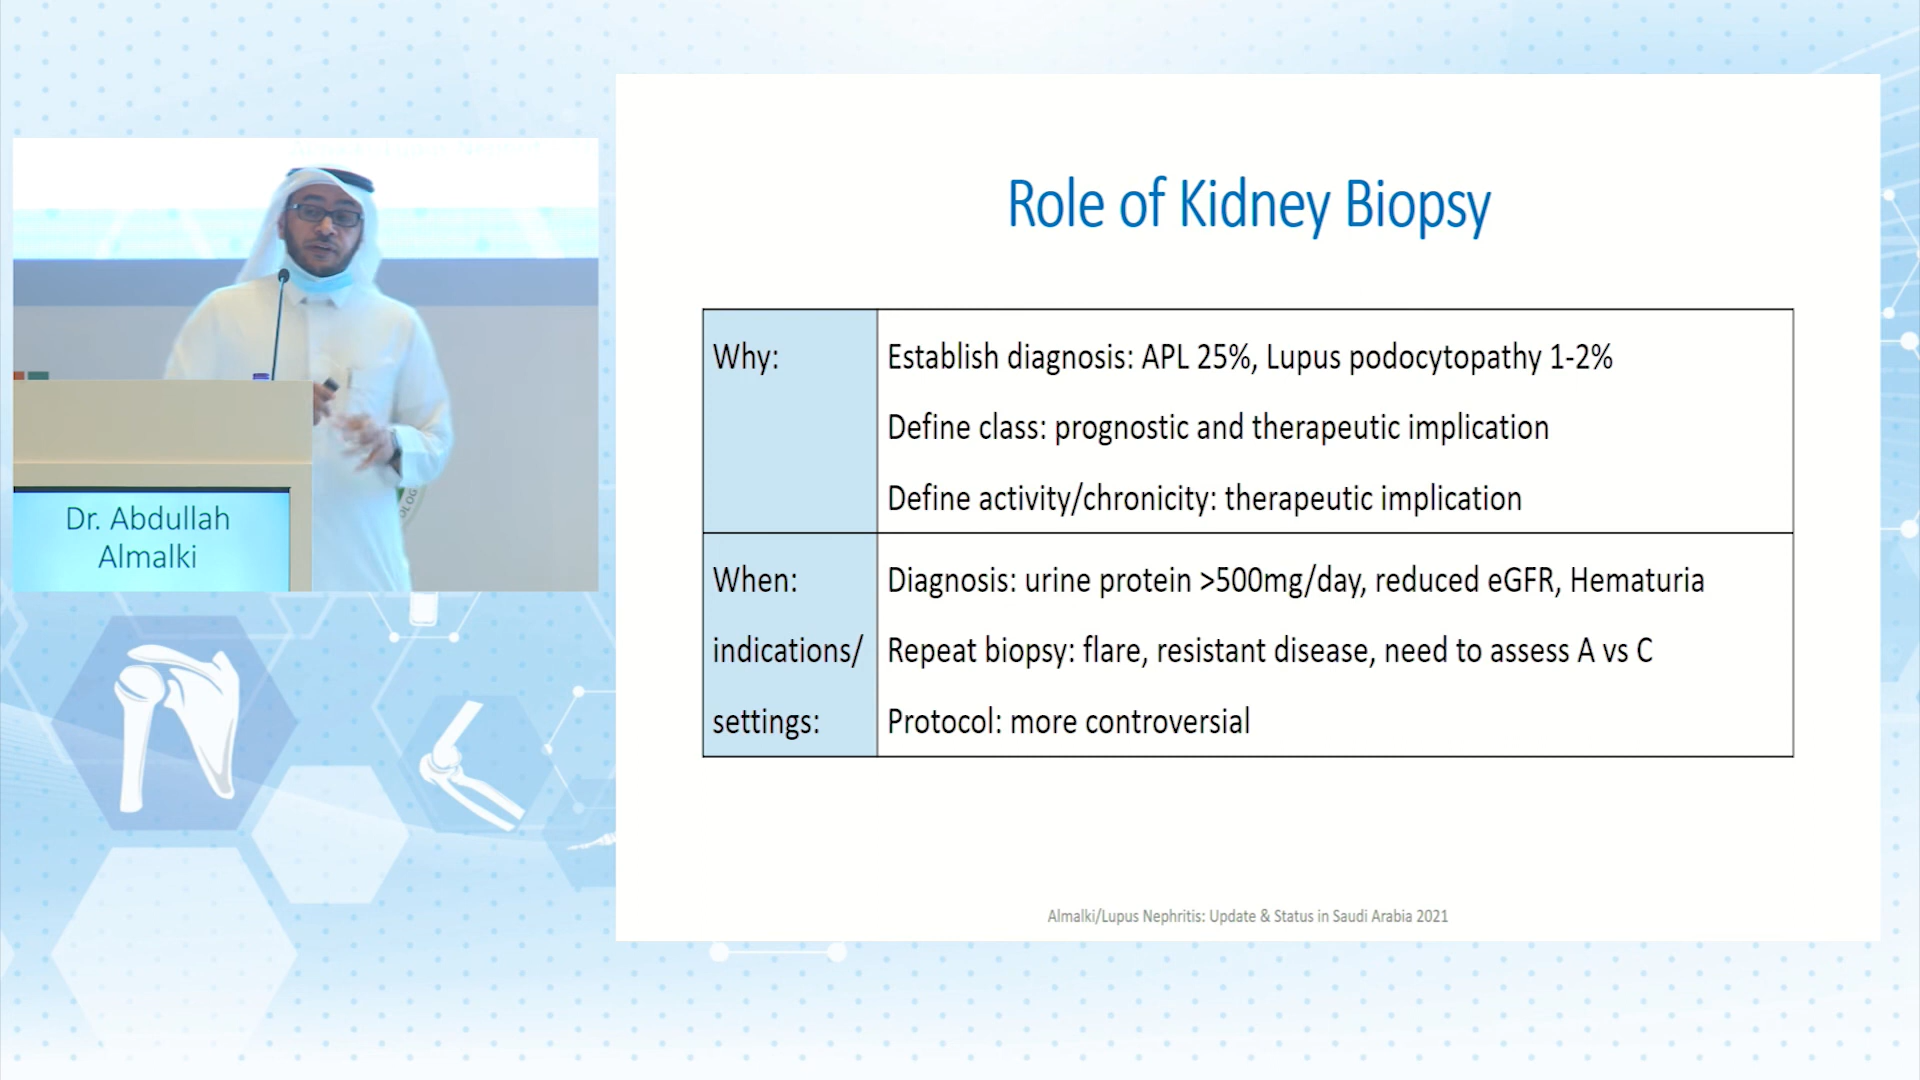 Dr. Abdullah
Almalki
Role of Kidney Biopsy
Why:
Establish diagnosis: APL 25%, Lupus podocytopathy 1-2%
Define class: prognostic and therapeutic implication
Define activity/chronicity: therapeutic implication
When:
indications/
settings:
Diagnosis: urine protein >500mg/day, reduced eGFR, Hematuria
Repeat biopsy: flare, resistant disease, need to assess A vs C
Protocol: more controversial
Almalki/Lupus Nephritis: Update & Status in Saudi Arabia 2021